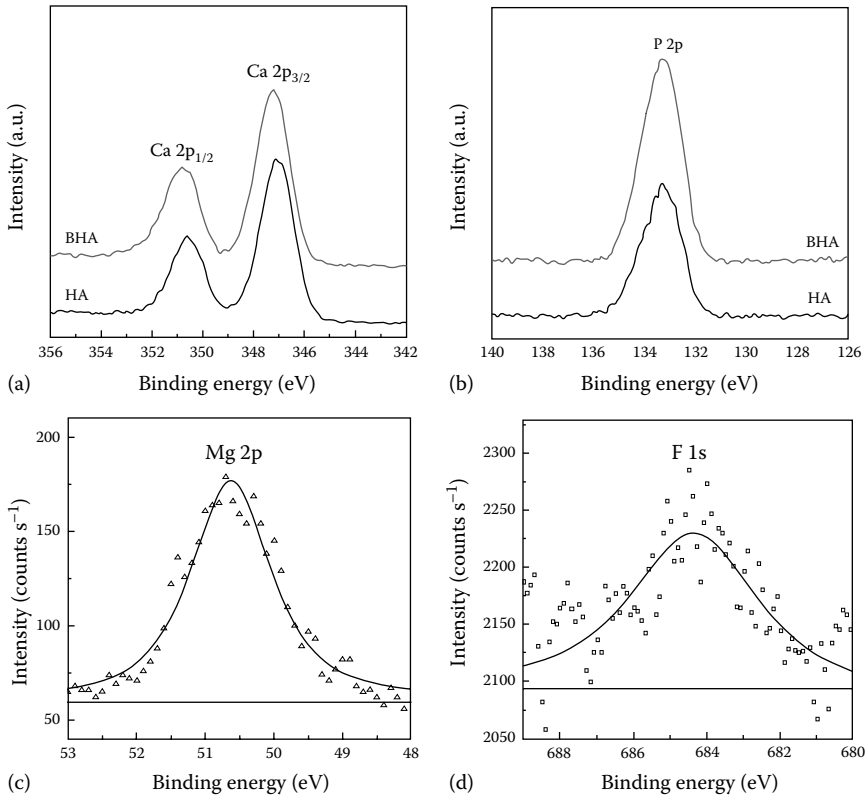 Ca 2p3/2
Ca 2p1/2
BHA
HA
Intensity (a.u.)
356 354 352 350 348 346 344 342
Binding energy (eV)
(a)
P 2p
BHA
HA
Intensity (a.u.)
140 138 136 134 132 130 128 126
Binding energy (eV)
(b)
Mg 2p
200
175
150
125
100
75
50
Intensity (counts s−1)
53 52 51 50 49 48
Binding energy (eV)
(c)
F 1s
2300
2250
2200
2150
2100
2050
Intensity (counts s−1)
688 686 684 682 680
Binding energy (eV)
(d)